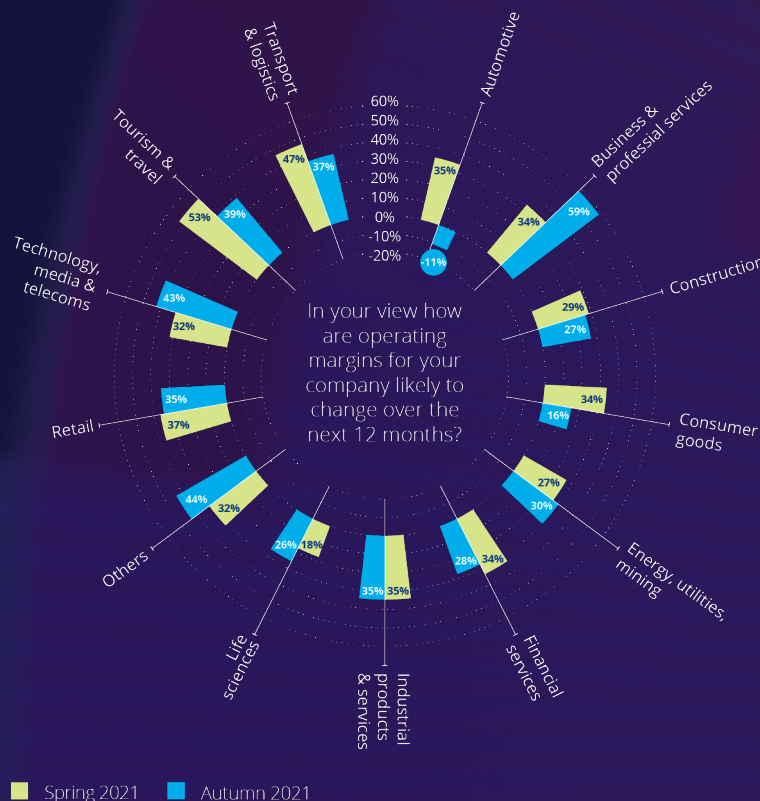 Automotive
35%
-11%
Business &
professial services
34%
59%
Construction
29%
27%
Consumer
goods
34%
16%
Energy, utilities,
mining
27%
30%
Financial
services
34%
28%
Industrial
products
& services
35%
35%
Life
sciences
18%
26%
Others
32%
44%
Retail
37%
35%
Technology,
media &
telecoms
32%
43%
Tourism &
travel
53%
39%
Transport
& logistics
47%
37%
60%
50%
40%
30%
20%
10%
0%
-10%
-20%
In your view how
are operating
margins for your
company likely to
change over the
next 12 months?
Spring 2021
Autumn 2021